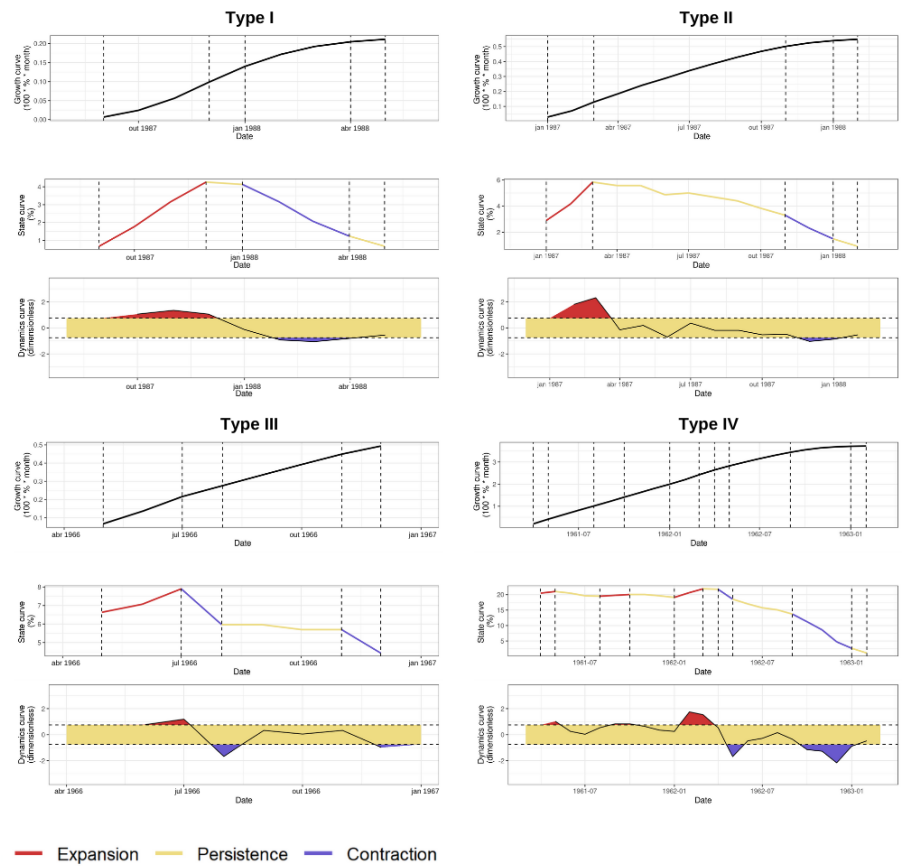 Type I
Growth curve
(100 * % * month)
0.20
0.15
0.10
0.05
0.00
out 1987
jan 1988
abr 1988
Date
State curve
(%)
4
3
2
1
out 1987
jan 1988
abr 1988
Date
Dynamics curve
(dimensionless)
2
0
-2
out 1987
jan 1988
abr 1988
Date
Type II
Growth curve
(100 * % * month)
0.5
0.4
0.3
0.2
0.1
jan 1987
abr 1987
jul 1987
out 1987
jan 1988
Date
State curve
(%)
6
4
2
jan 1987
abr 1987
jul 1987
out 1987
jan 1988
Date
Dynamics curve
(dimensionless)
2
0
-2
jan 1987
abr 1987
jul 1987
out 1987
jan 1988
Date
Type III
Growth curve
(100 * % * month)
0.5
0.4
0.3
0.2
0.1
abr 1966
jul 1966
out 1966
jan 1967
Date
State curve
(%)
8
7
6
5
abr 1966
jul 1966
out 1966
jan 1967
Date
Dynamics curve
(dimensionless)
2
0
-2
abr 1966
jul 1966
out 1966
jan 1967
Date
Type IV
Growth curve
(100 * % * month)
3
2
1
1961-07
1962-01
1962-07
1963-01
Date
State curve
(%)
20
15
10
5
1961-07
1962-01
1962-07
1963-01
Date
Dynamics curve
(dimensionless)
2
0
-2
1961-07
1962-01
1962-07
1963-01
Date
Expansion Persistence Contraction